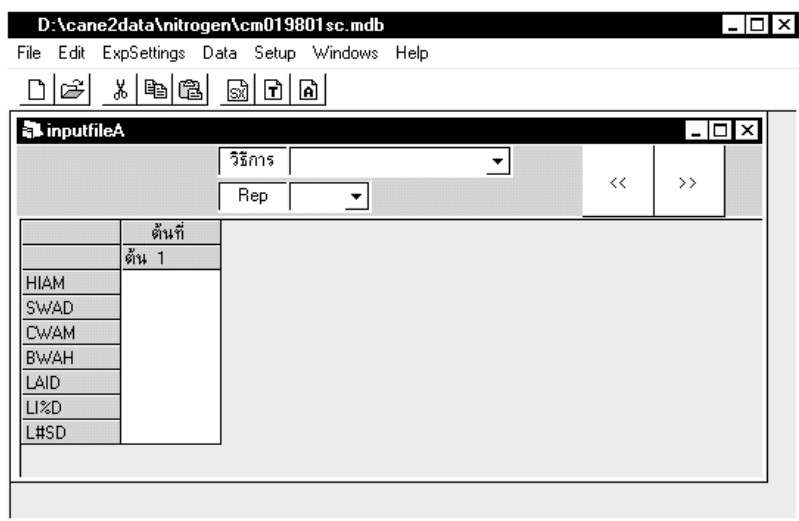 D:\cane2data\nitrogen\cm019801sc.mdb
File Edit ExpSettings Data Setup Windows Help
SX T A
inputfileA
วิธีการ
Rep
<< >>
ต้นที่
ต้น 1
HIAM
SWAD
CWAM
BWAH
LAID
LI%D
L#SD